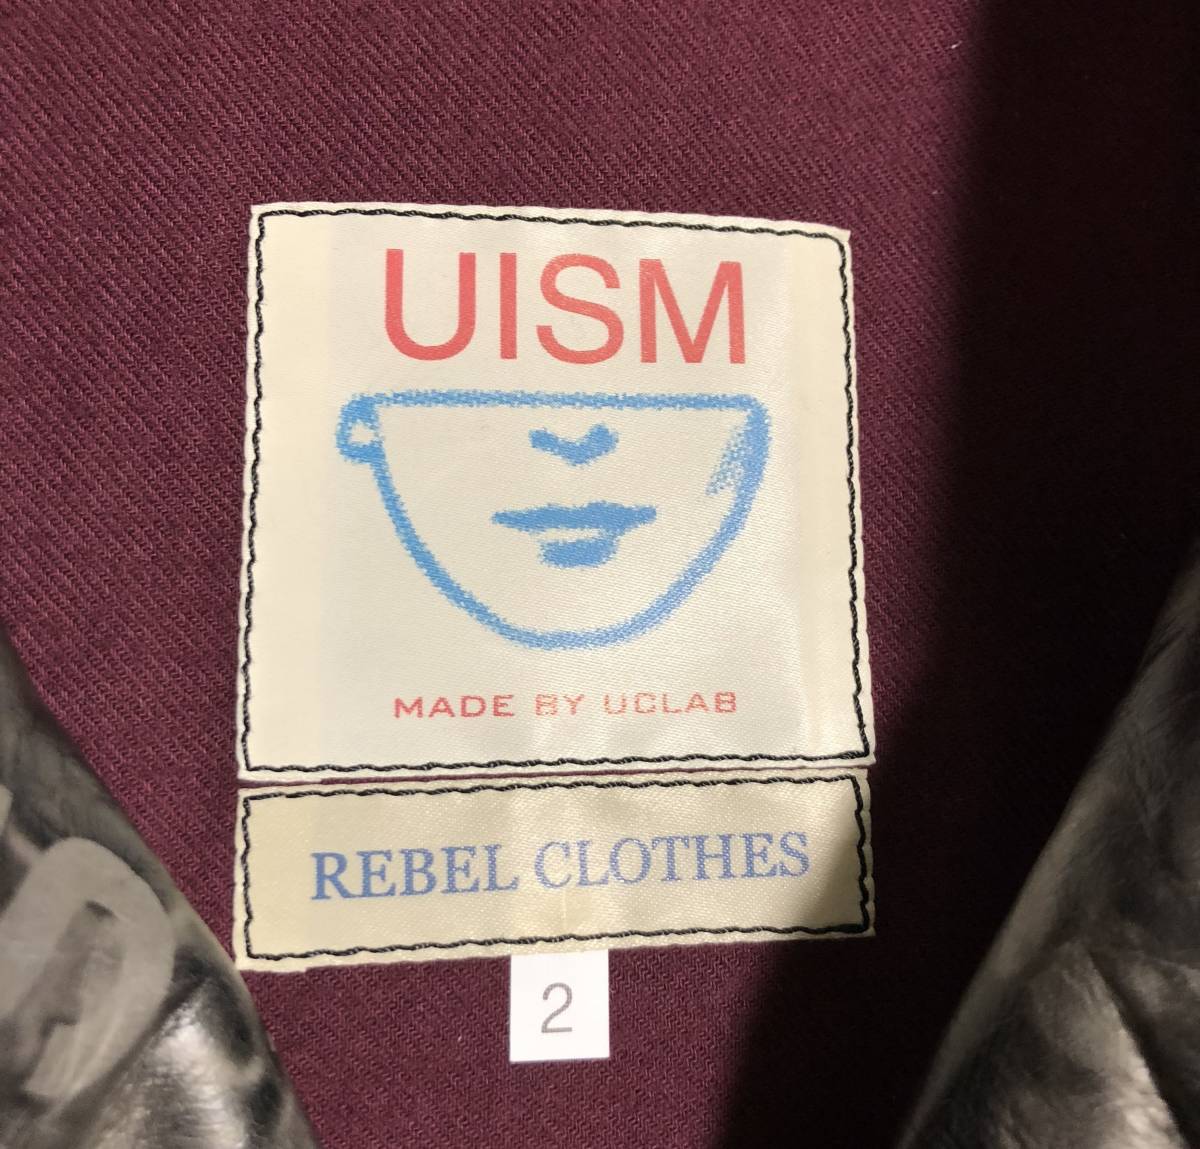 UISM
MADE BY UCLAB
REBEL CLOTHES
2